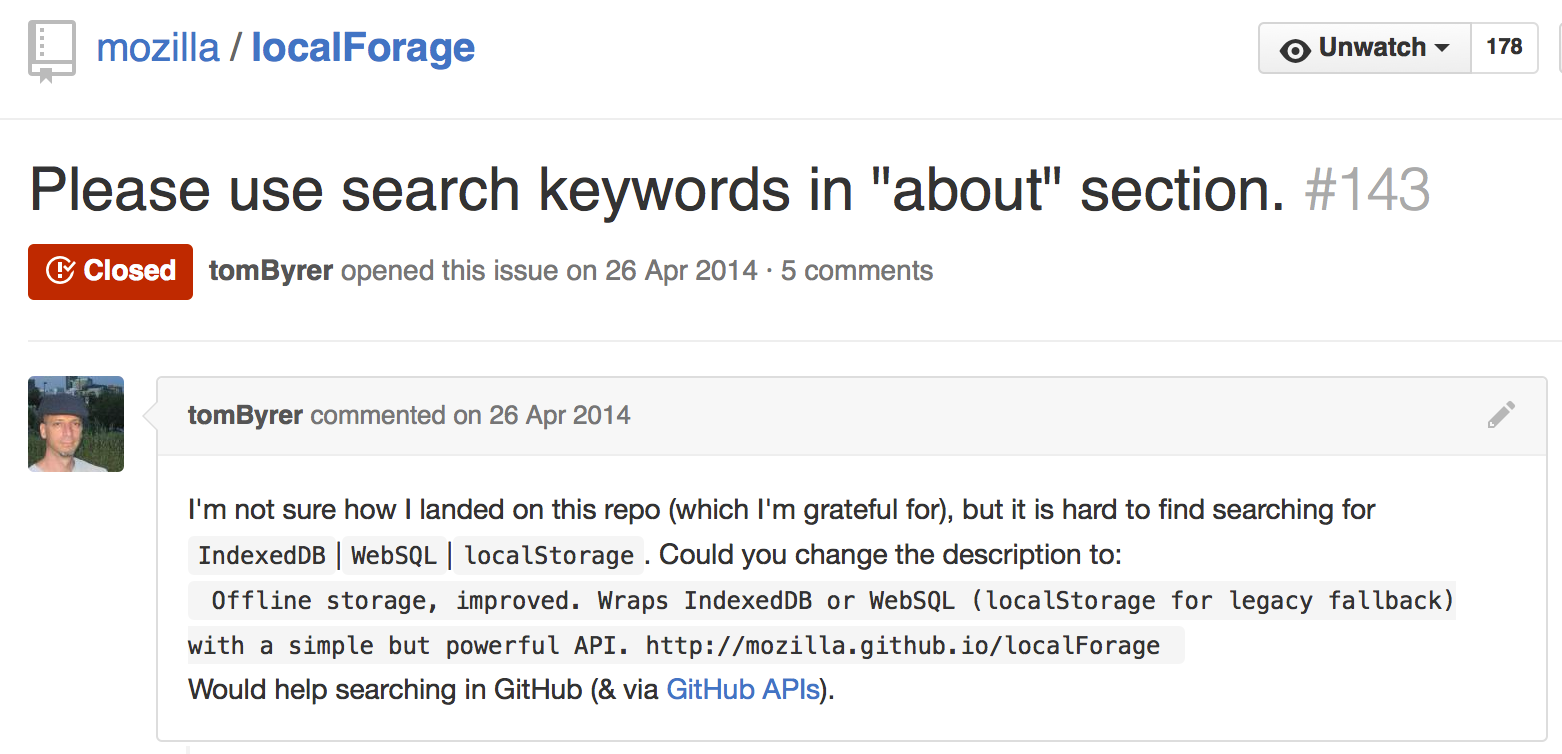 mozilla / localForage
Unwatch 178
Please use search keywords in "about" section. #143
Closed tomByrer opened this issue on 26 Apr 2014 · 5 comments
tomByrer commented on 26 Apr 2014
I'm not sure how I landed on this repo (which I'm grateful for), but it is hard to find searching for
IndexedDB | WebSQL | localStorage . Could you change the description to:
Offline storage, improved. Wraps IndexedDB or WebSQL (localStorage for legacy fallback)
with a simple but powerful API. http://mozilla.github.io/localForage
Would help searching in GitHub (& via GitHub APIs).